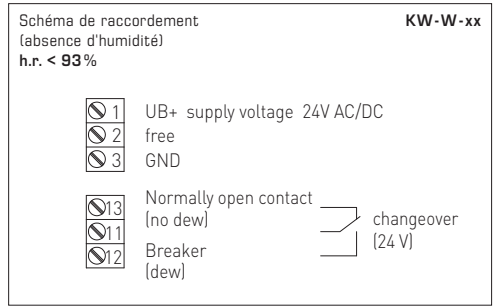 Schéma de raccordement KW-W-xx
(absence d'humidité)
h.r. < 93%
1 UB+ supply voltage 24V AC/DC
2 free
3 GND
13 Normally open contact
(no dew)
11 changeover
(24 V)
12 Breaker
(dew)